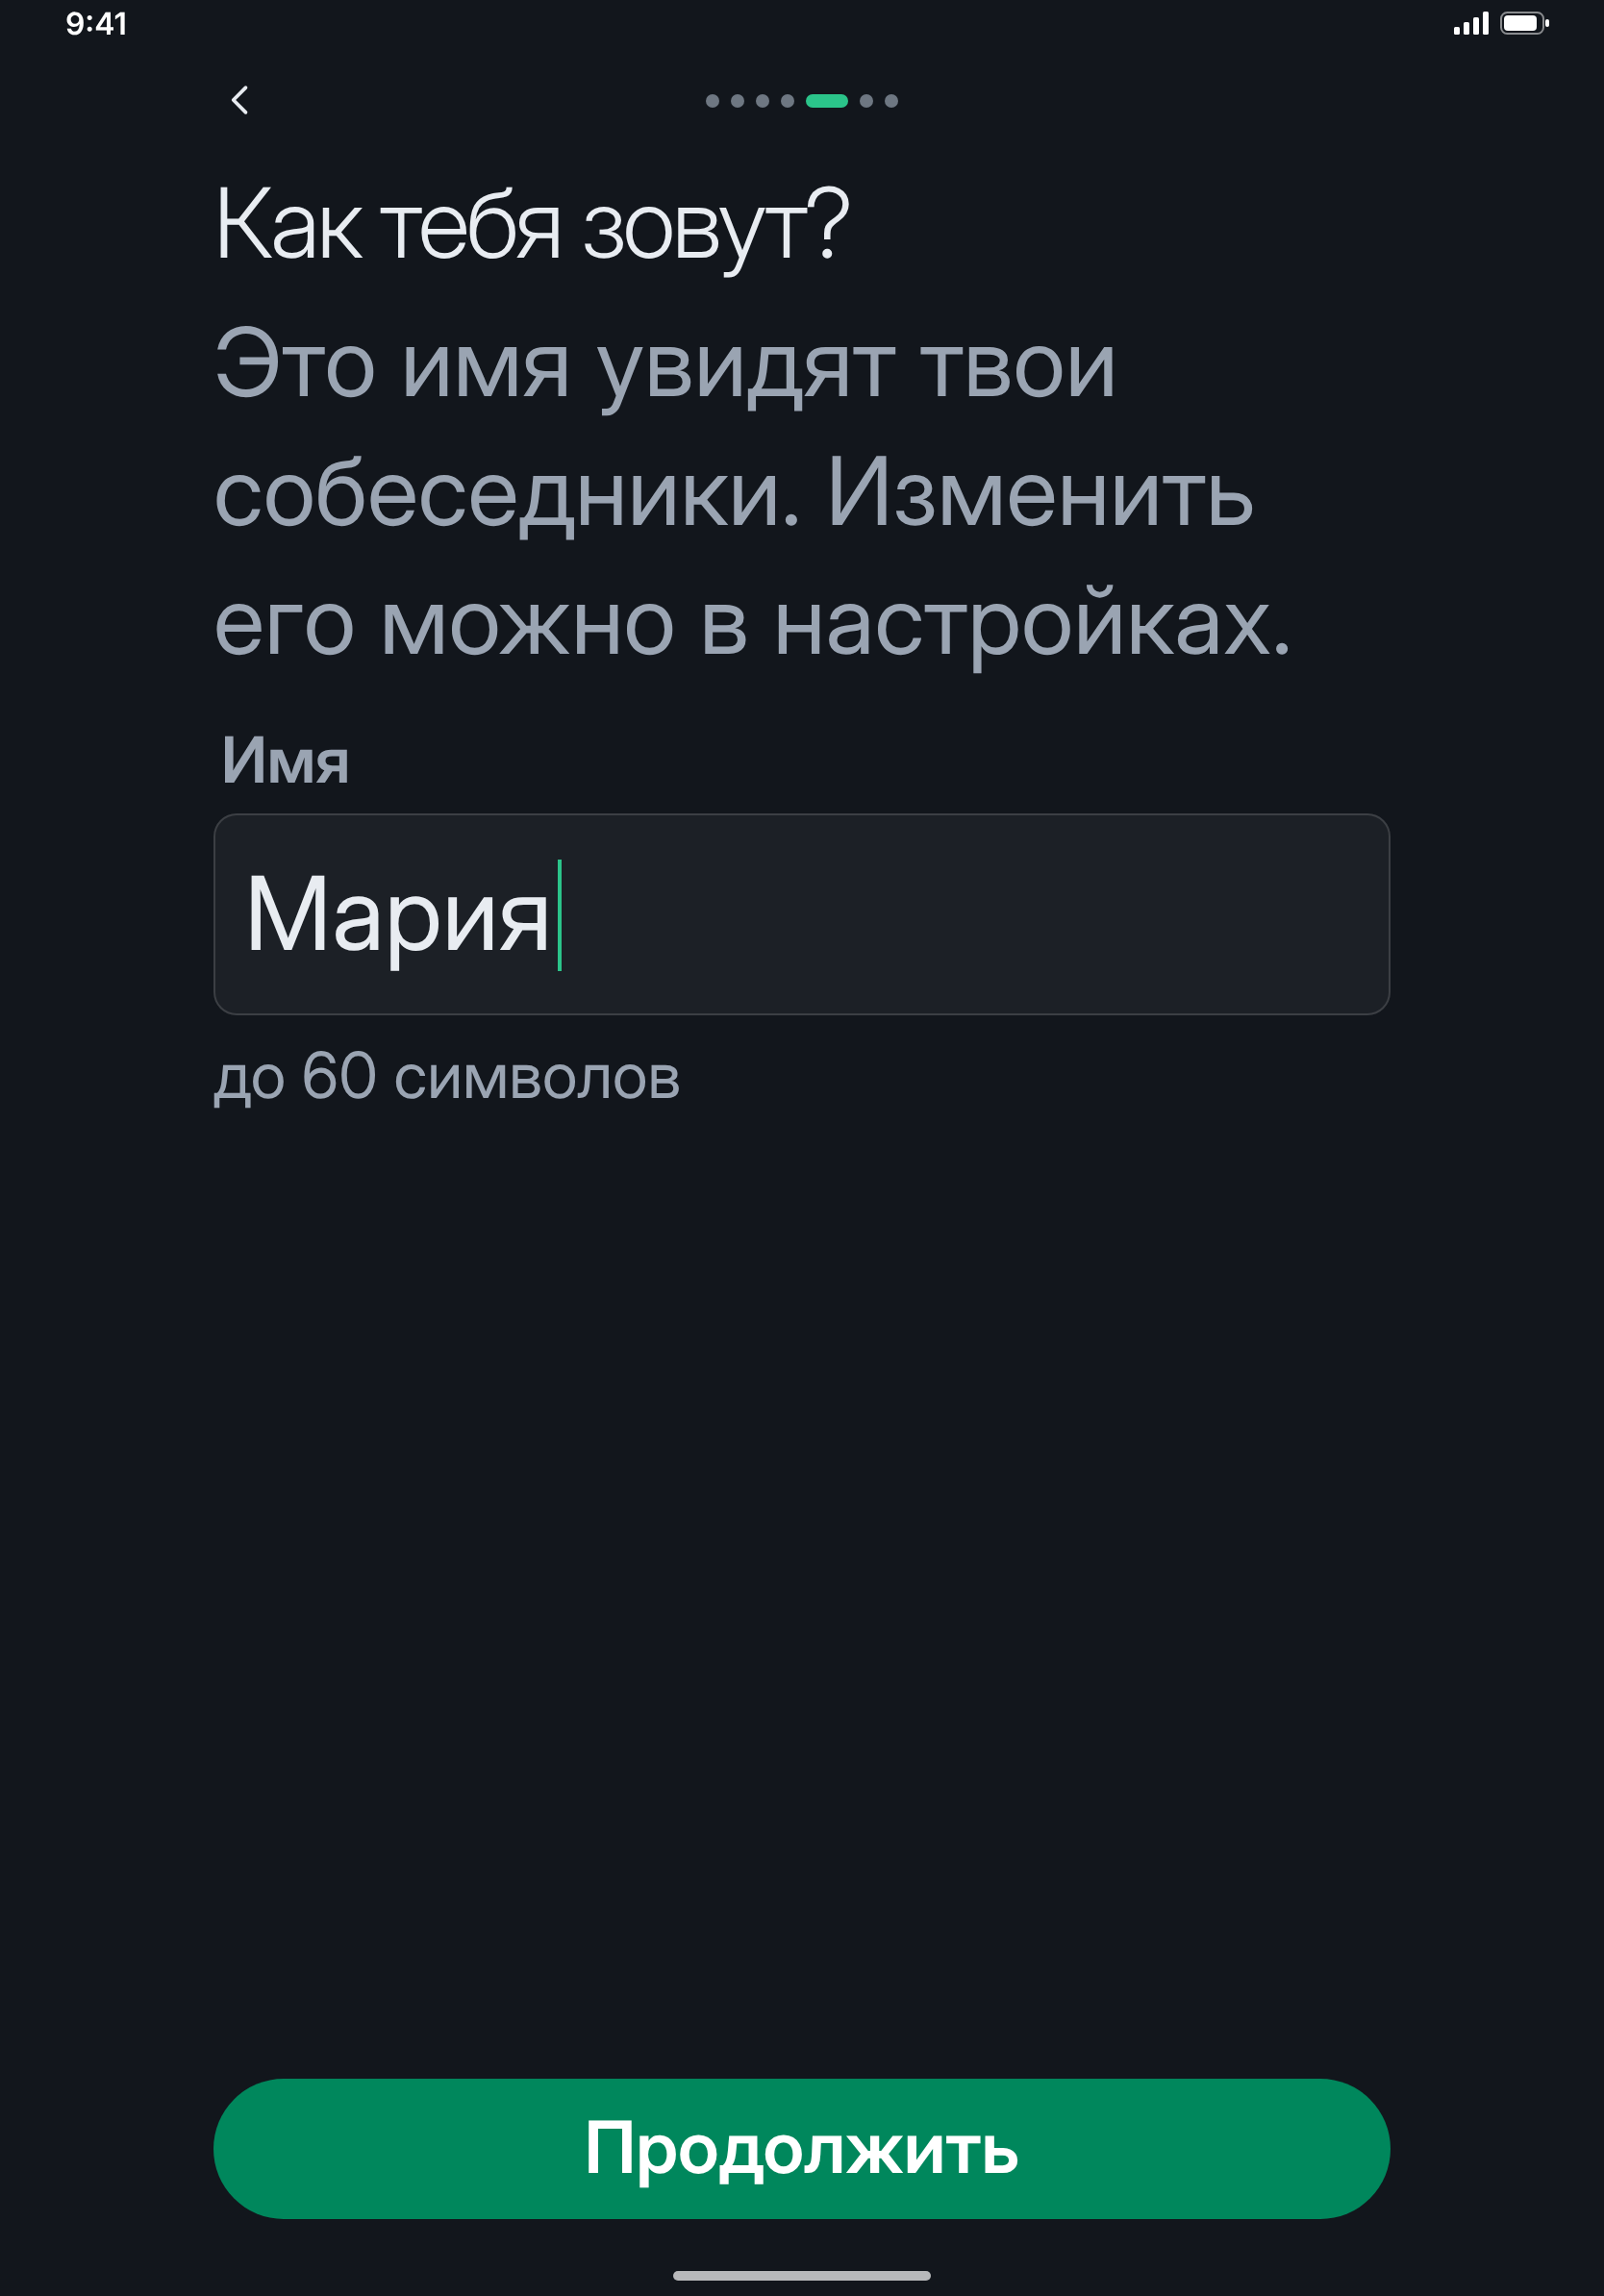 9:41
Как тебя зовут?
Это имя увидят твои
собеседники. Изменить
его можно в настройках.
Имя
Мария
до 60 символов
Продолжить